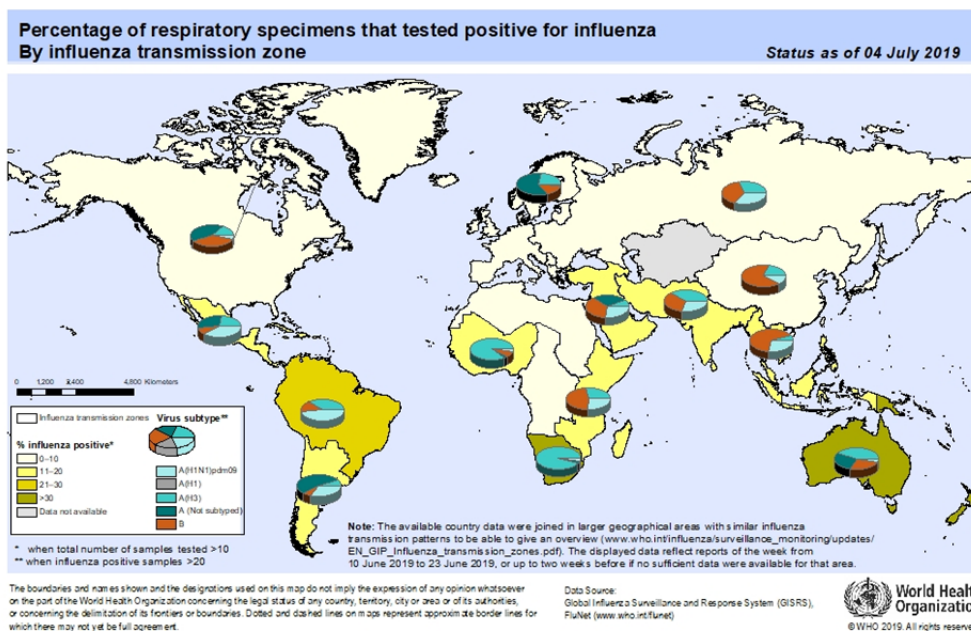 Percentage of respiratory specimens that tested positive for influenza
By influenza transmission zone
Status as of 04 July 2019
0 1,200 2,400 4,800 Kilometers
Influenza transmission zones
Virus subtype**
% influenza positive*
0–10
11–20
21–30
>30
Data not available
A(H1N1)pdm09
A(H1)
A(H3)
A (Not subtyped)
B
* when total number of samples tested >10
** when influenza positive samples >20
Note: The available country data were joined in larger geographical areas with similar influenza
transmission patterns to be able to give an overview (www.who.int/influenza/surveillance_monitoring/updates/
EN_GIP_Influenza_transmission_zones.pdf). The displayed data reflect reports of the week from
10 June 2019 to 23 June 2019, or up to two weeks before if no sufficient data were available for that area.
The boundaries and names shown and the designations used on this map do not imply the expression of any opinion whatsoever
on the part of the World Health Organization concerning the legal status of any country, territory, city or area or of its authorities,
or concerning the delimitation of its frontiers or boundaries. Dotted and dashed lines on maps represent approximate border lines for
which there may not yet be full agreement.
Data Source:
Global Influenza Surveillance and Response System (GISRS),
FluNet (www.who.int/flunet)
World Heal
Organizatio
© WHO 2019. All rights reserve